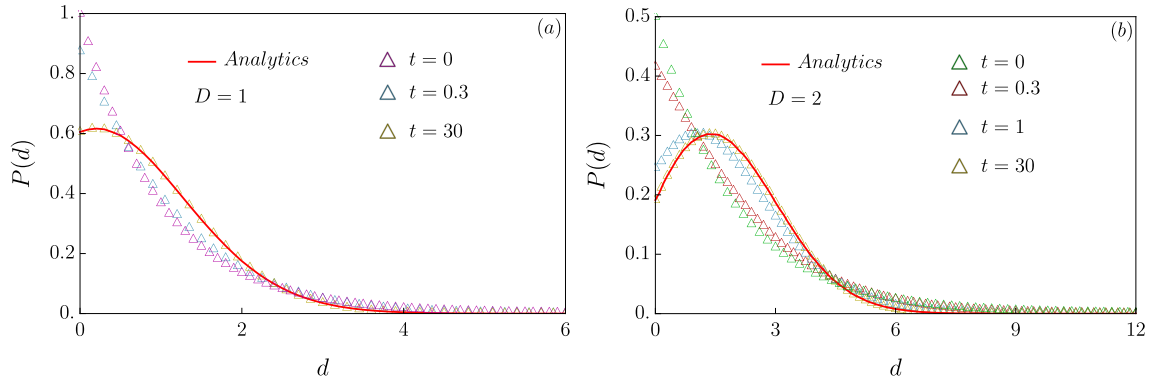 (a)
Analytics
D = 1
t = 0
t = 0.3
t = 30
P(d)
1.
0.8
0.6
0.4
0.2
0.
0 2 4 6
d
(b)
Analytics
D = 2
t = 0
t = 0.3
t = 1
t = 30
P(d)
0.5
0.4
0.3
0.2
0.1
0.
0 3 6 9 12
d